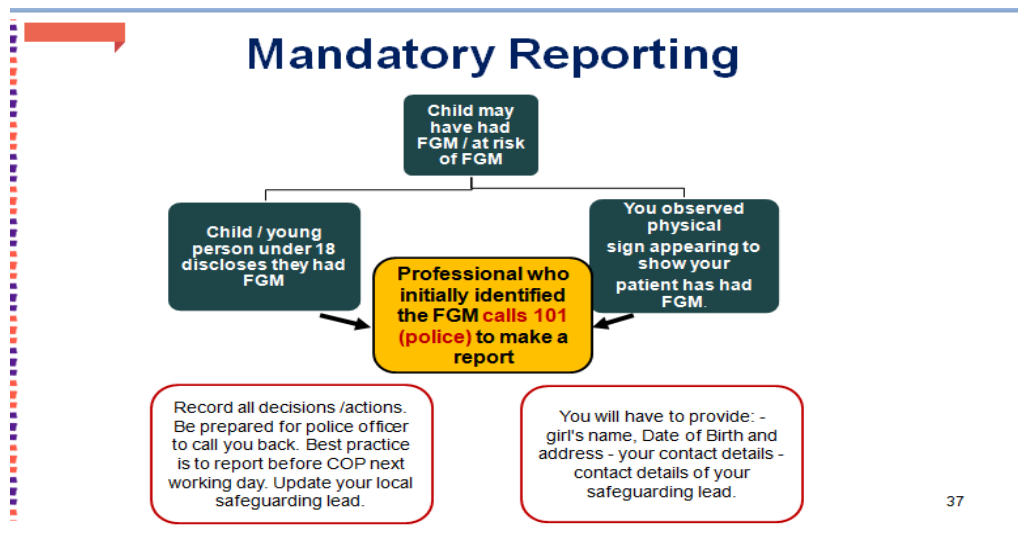 Mandatory Reporting
Child may
have had
FGM / at risk
of FGM
Child / young
person under 18
discloses they had
FGM
You observed
physical
sign appearing to
show your
patient has had
FGM.
Professional who
initially identified
the FGM calls 101
(police) to make a
report
Record all decisions /actions.
Be prepared for police officer
to call you back. Best practice
is to report before COP next
working day. Update your local
safeguarding lead.
You will have to provide: -
girl's name, Date of Birth and
address - your contact details -
contact details of your
safeguarding lead.
37